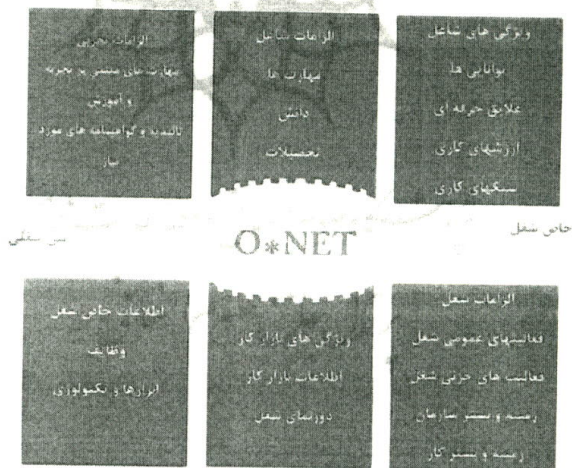 ویژگی های شاغل
توانایی ها
علایق حرفه ای
ارزشهای کاری
سبکهای کاری
الزامات شاغل
مهارت ها
دانش
تحصیلات
الزامات تجربی
مهارت های مبتنی بر تجربه
و آموزش
تائیدیه و گواهینامه های مورد
نیاز
خاص شغل
O*NET
بین شغلی
الزامات شغل
فعالیتهای عمومی شغل
فعالیت های جزئی شغل
زمینه و بستر سازمان
زمینه و بستر کار
ویژگی های بازار کار
اطلاعات بازار کار
دورنمای شغل
اطلاعات خاص شغل
وظایف
ابزارها و تکنولوژی